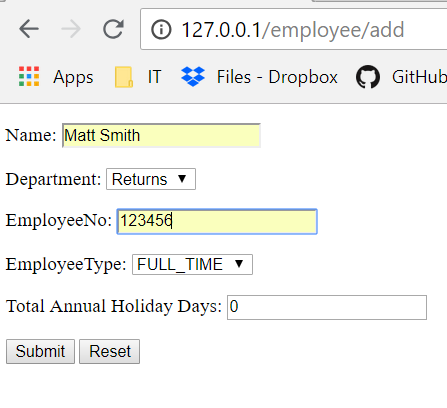 127.0.0.1/employee/add
Apps IT Files - Dropbox GitHub
Name: Matt Smith
Department: Returns
EmployeeNo: 123456
EmployeeType: FULL_TIME
Total Annual Holiday Days: 0
Submit Reset